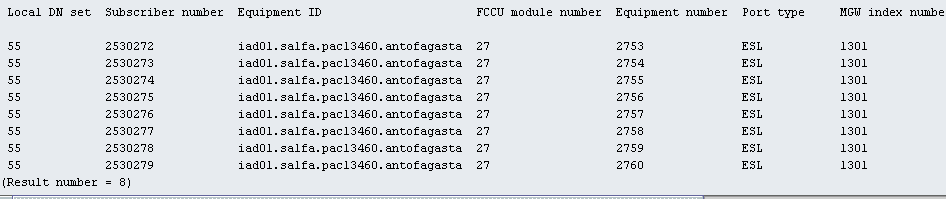 Local DN set Subscriber number Equipment ID FCCU module number Equipment number Port type MGW index numbe
55 2530272 iad01.salfa.pac13460.antofagasta 27 2753 ESL 1301
55 2530273 iad01.salfa.pac13460.antofagasta 27 2754 ESL 1301
55 2530274 iad01.salfa.pac13460.antofagasta 27 2755 ESL 1301
55 2530275 iad01.salfa.pac13460.antofagasta 27 2756 ESL 1301
55 2530276 iad01.salfa.pac13460.antofagasta 27 2757 ESL 1301
55 2530277 iad01.salfa.pac13460.antofagasta 27 2758 ESL 1301
55 2530278 iad01.salfa.pac13460.antofagasta 27 2759 ESL 1301
55 2530279 iad01.salfa.pac13460.antofagasta 27 2760 ESL 1301
(Result number = 8)